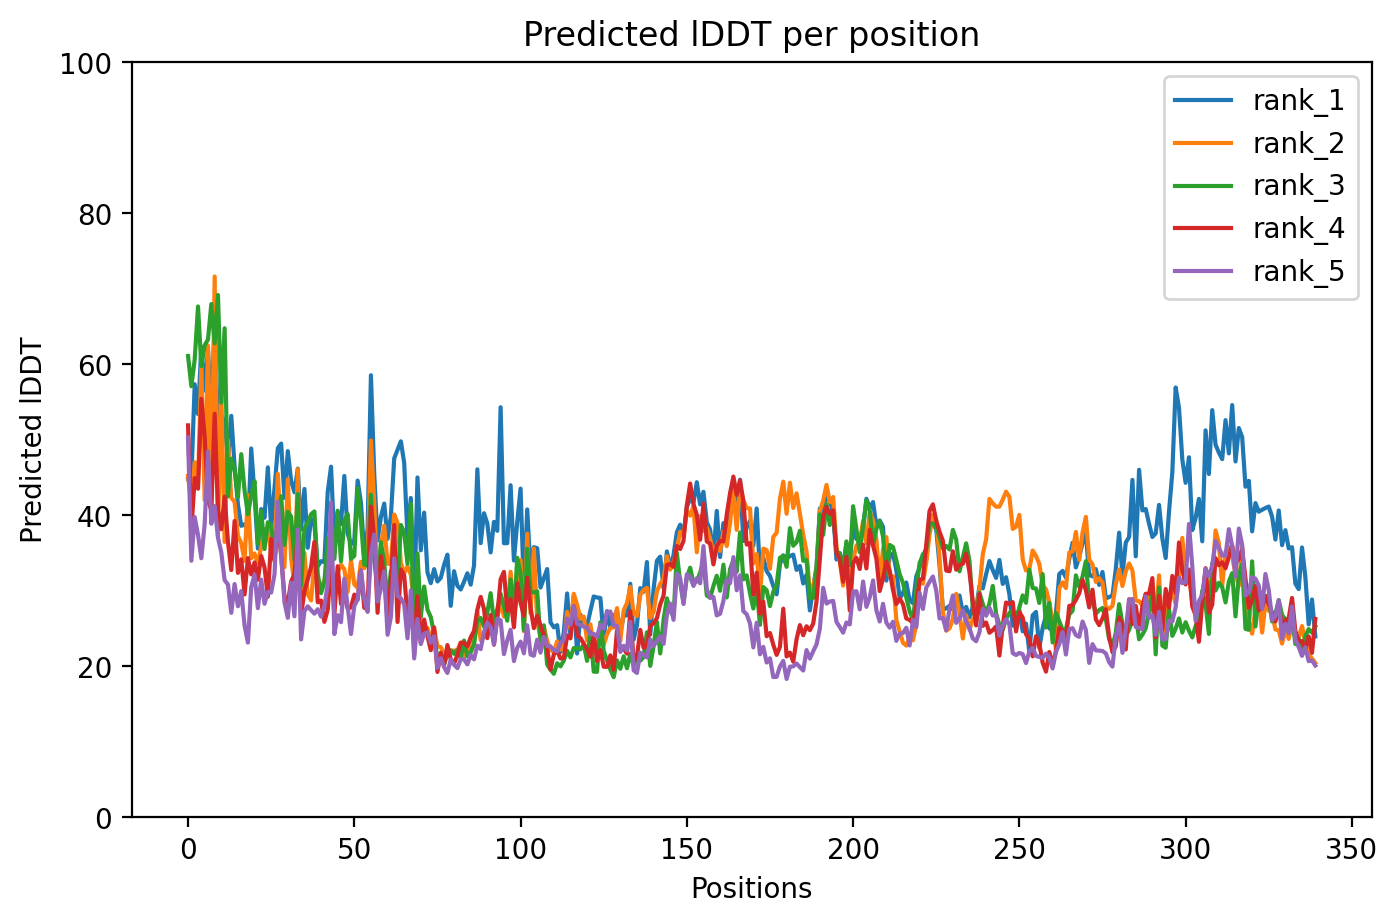 Predicted lDDT per position
100
80
60
40
20
0
Predicted lDDT
0 50 100 150 200 250 300 350
Positions
rank_1
rank_2
rank_3
rank_4
rank_5